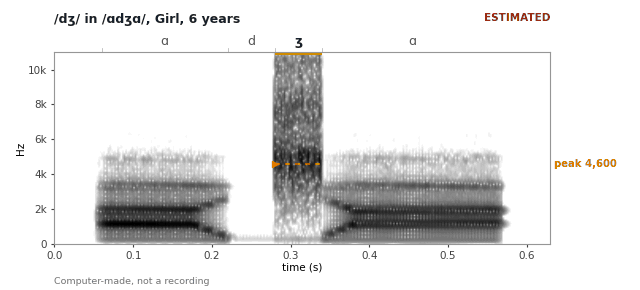 /dʒ/ in /ɑdʒɑ/, Girl, 6 years
ESTIMATED
ɑ d ʒ ɑ
10k
8k
6k
4k
2k
0
Hz
peak 4,600
0.0 0.1 0.2 0.3 0.4 0.5 0.6
time (s)
Computer-made, not a recording